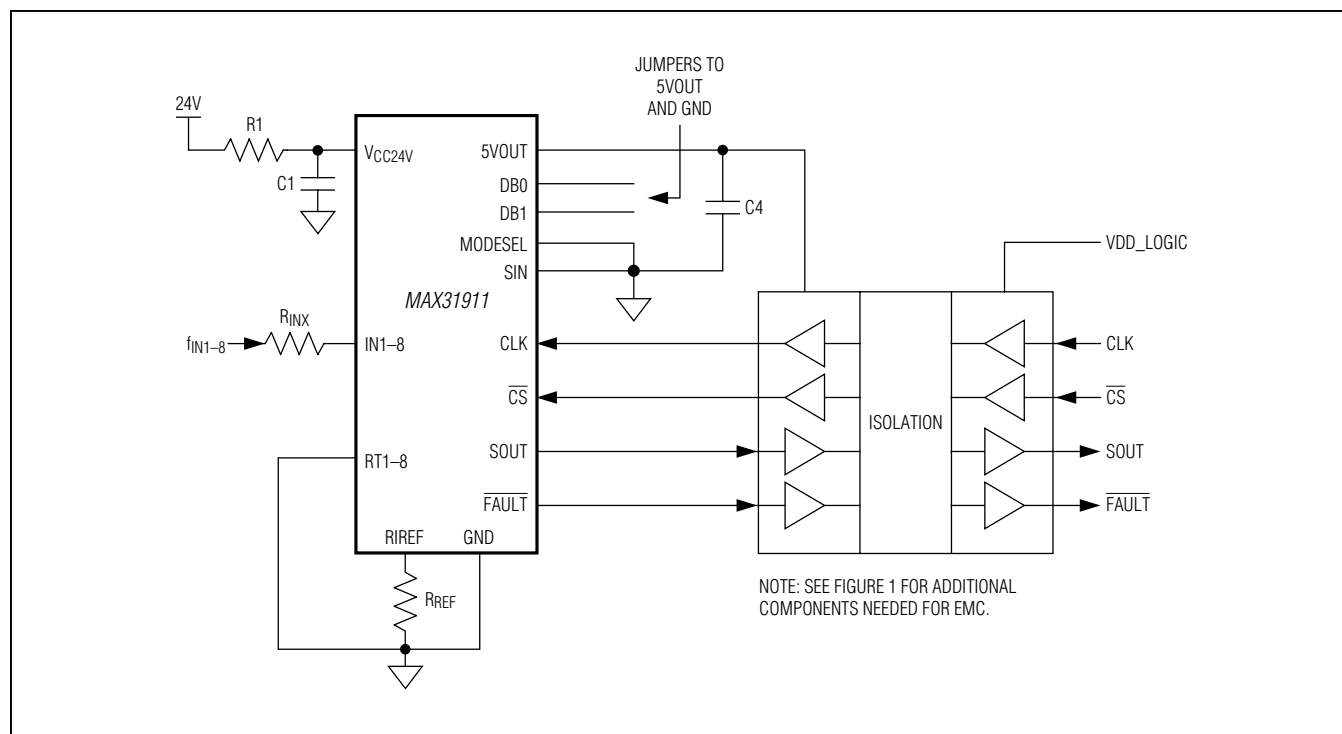 JUMPERS TO
5VOUT
AND GND
24V
R1
C1
VCC24V
5VOUT
DB0
DB1
C4
MODESEL
SIN
VDD_LOGIC
MAX31911
fIN1–8
RINX
IN1–8
CLK
CLK
CS
CS
ISOLATION
RT1–8
SOUT
SOUT
FAULT
FAULT
RIREF
GND
RREF
NOTE: SEE FIGURE 1 FOR ADDITIONAL
COMPONENTS NEEDED FOR EMC.